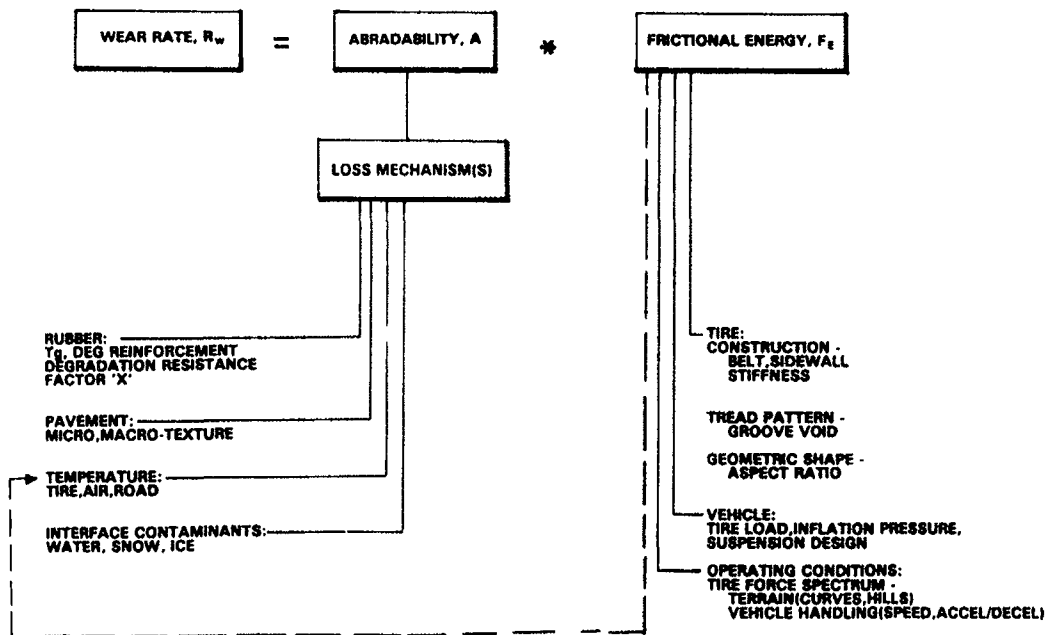 WEAR RATE, Rw = ABRADABILITY, A * FRICTIONAL ENERGY, FE
LOSS MECHANISM(S)
RUBBER:
Tg, DEG REINFORCEMENT
DEGRADATION RESISTANCE
FACTOR 'X'
PAVEMENT:
MICRO,MACRO-TEXTURE
TEMPERATURE:
TIRE,AIR,ROAD
INTERFACE CONTAMINANTS:
WATER, SNOW, ICE
TIRE:
CONSTRUCTION -
BELT,SIDEWALL
STIFFNESS
TREAD PATTERN -
GROOVE VOID
GEOMETRIC SHAPE -
ASPECT RATIO
VEHICLE:
TIRE LOAD,INFLATION PRESSURE,
SUSPENSION DESIGN
OPERATING CONDITIONS:
TIRE FORCE SPECTRUM -
TERRAIN(CURVES,HILLS)
VEHICLE HANDLING(SPEED,ACCEL/DECEL)